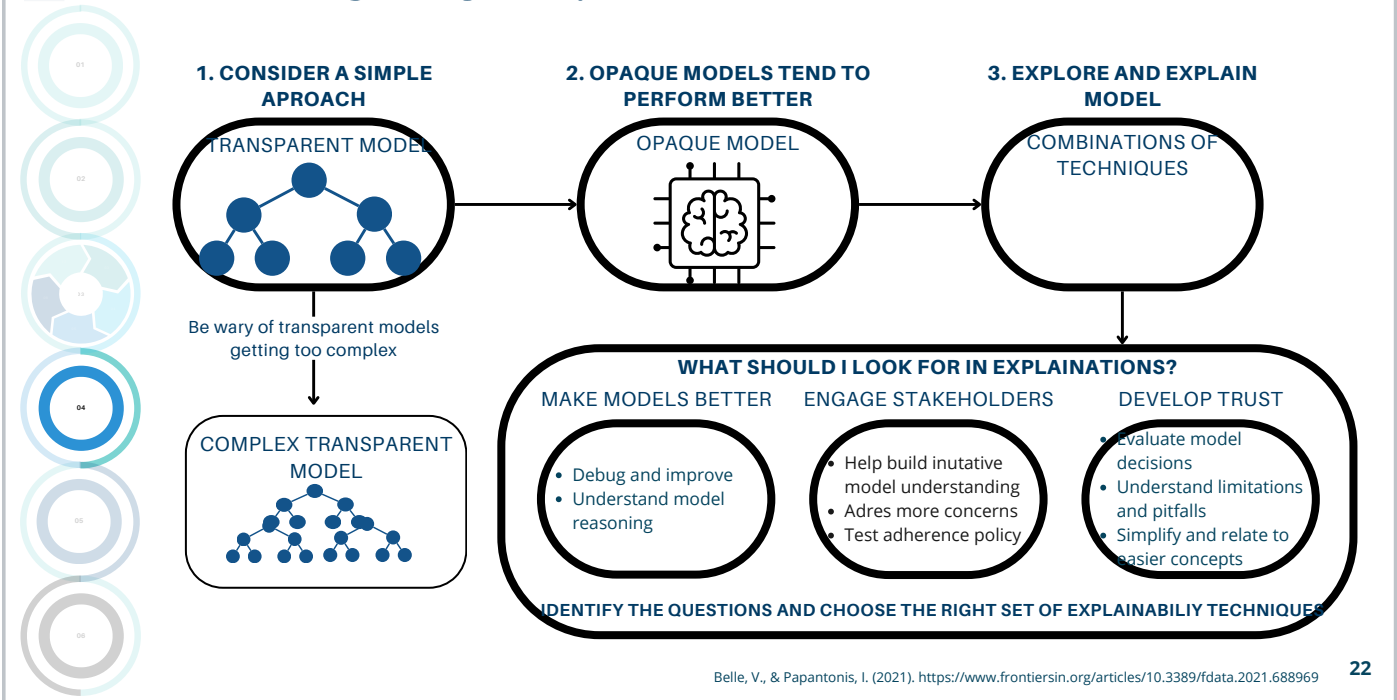 01
02
04
05
06
1. CONSIDER A SIMPLE
APROACH
TRANSPARENT MODEL
Be wary of transparent models
getting too complex
COMPLEX TRANSPARENT
MODEL
2. OPAQUE MODELS TEND TO
PERFORM BETTER
OPAQUE MODEL
3. EXPLORE AND EXPLAIN
MODEL
COMBINATIONS OF
TECHNIQUES
WHAT SHOULD I LOOK FOR IN EXPLAINATIONS?
MAKE MODELS BETTER
• Debug and improve
• Understand model
reasoning
ENGAGE STAKEHOLDERS
• Help build inutative
model understanding
• Adres more concerns
• Test adherence policy
DEVELOP TRUST
• Evaluate model
decisions
• Understand limitations
and pitfalls
• Simplify and relate to
easier concepts
IDENTIFY THE QUESTIONS AND CHOOSE THE RIGHT SET OF EXPLAINABILIY TECHNIQUES
Belle, V., & Papantonis, I. (2021). https://www.frontiersin.org/articles/10.3389/fdata.2021.688969
22